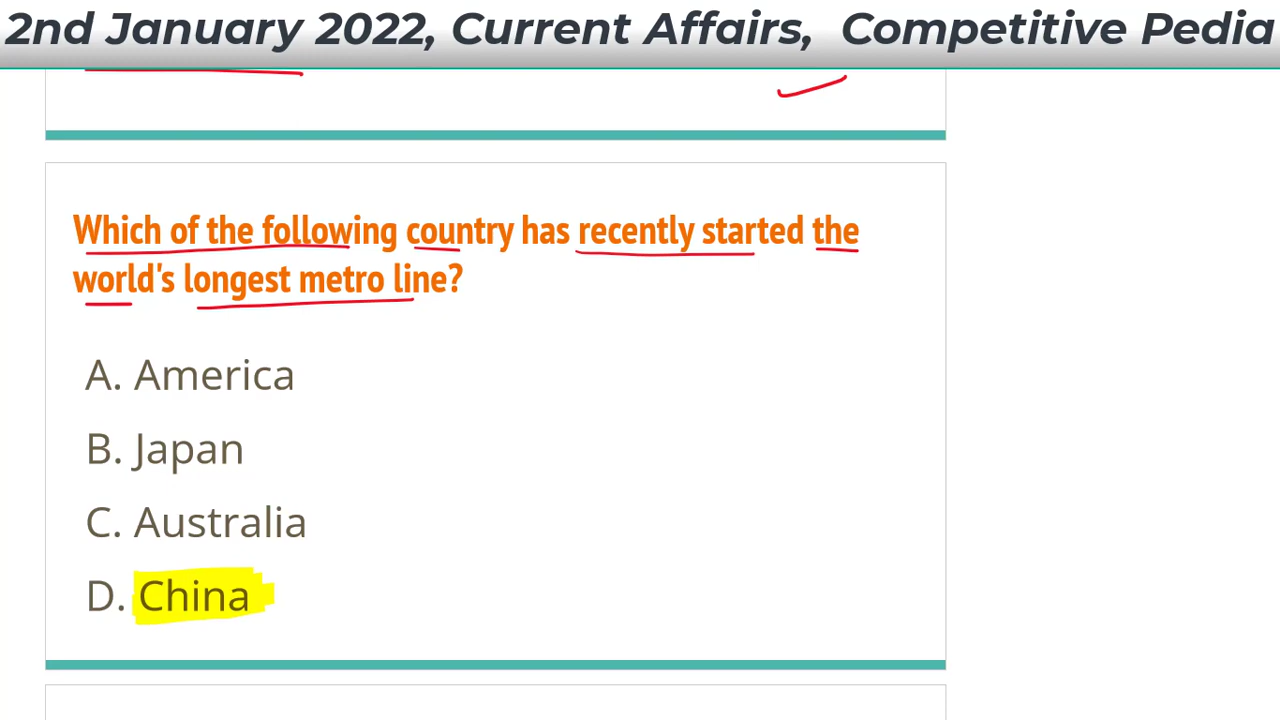 2nd January 2022, Current Affairs, Competitive Pedia
Which of the following country has recently started the
world's longest metro line?
A. America
B. Japan
C. Australia
D. China